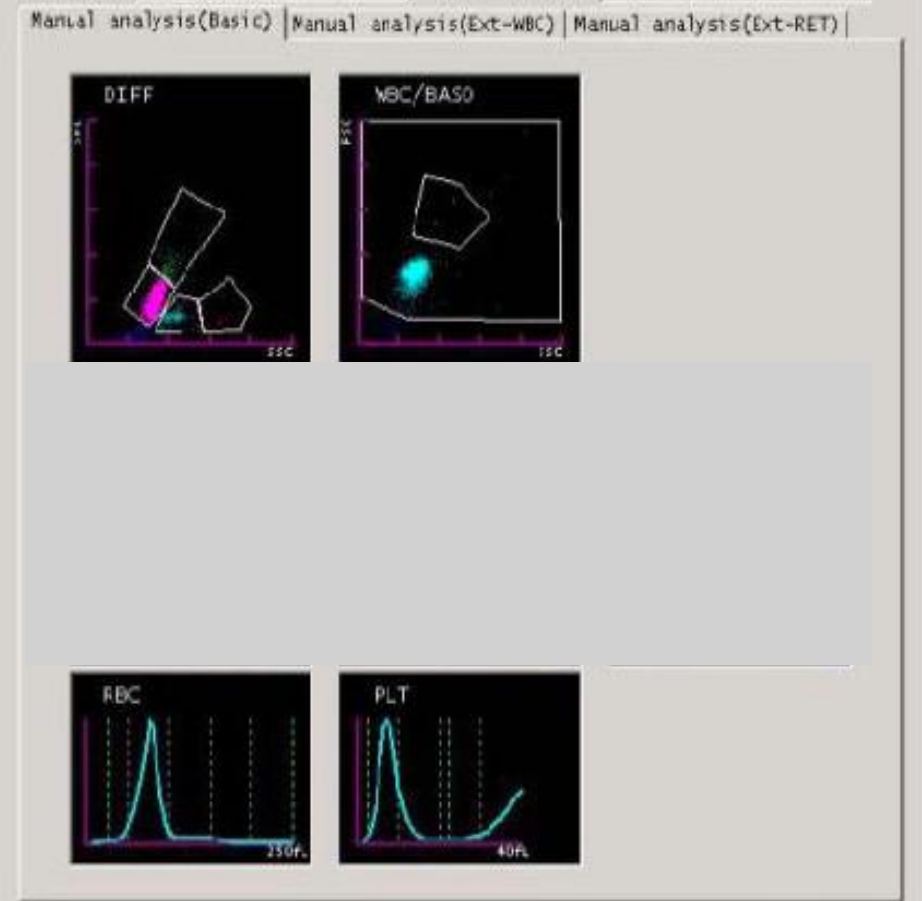 Manual analysis(Basic) Manual analysis(Ext-WBC) Manual analysis(Ext-RET)
DIFF WBC/BASO
SSC
RBC PLT
250fL 40fL